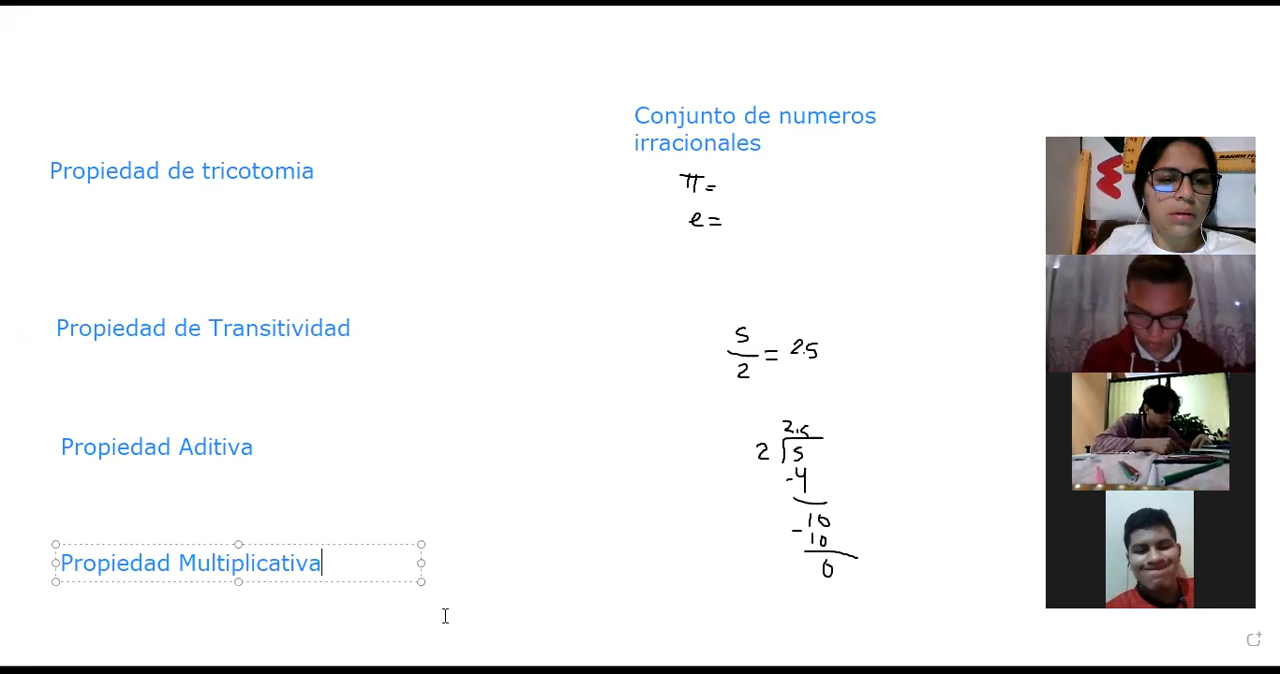 Propiedad de tricotomia
Propiedad de Transitividad
Propiedad Aditiva
Propiedad Multiplicativa
Conjunto de numeros
irracionales
π =
e =
5
2
= 2.5
2.5
2 5
-4
10
- 10
0